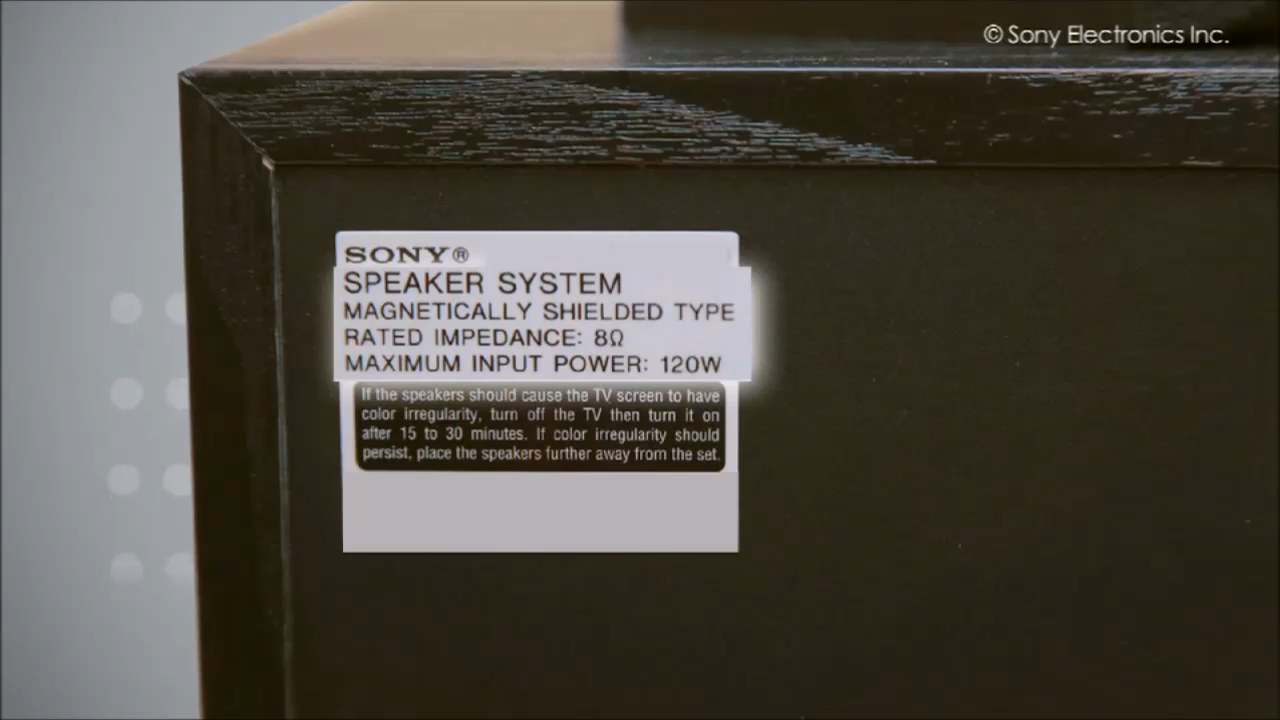 © Sony Electronics Inc.
SONY®
SPEAKER SYSTEM
MAGNETICALLY SHIELDED TYPE
RATED IMPEDANCE: 8Ω
MAXIMUM INPUT POWER: 120W
If the speakers should cause the TV screen to have
color irregularity, turn off the TV then turn it on
after 15 to 30 minutes. If color irregularity should
persist, place the speakers further away from the set.